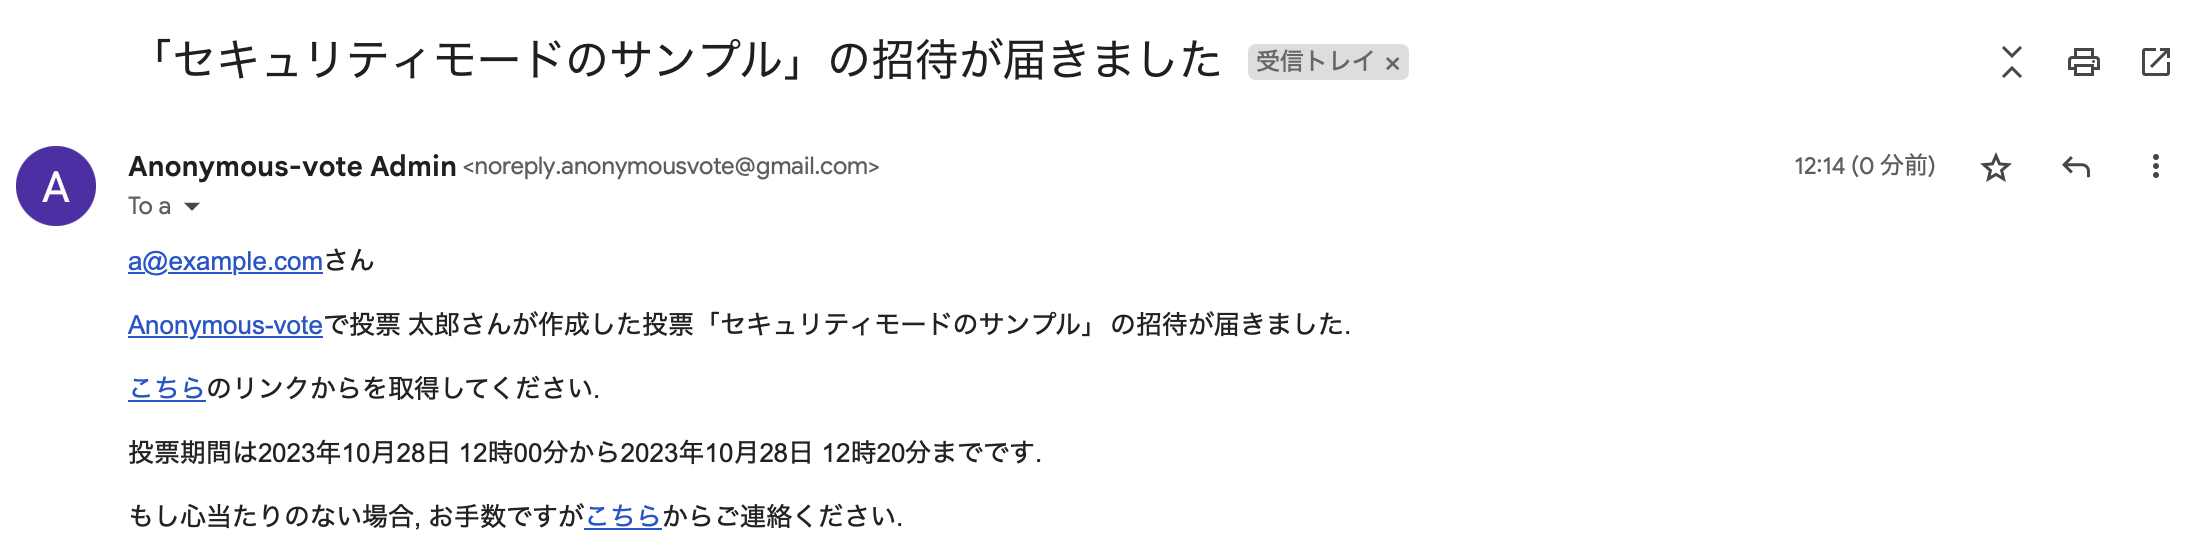 「セキュリティモードのサンプル」の招待が届きました 受信トレイ ×
A
Anonymous-vote Admin <noreply.anonymousvote@gmail.com> 12:14 (0 分前)
To a
a@example.comさん
Anonymous-voteで投票 太郎さんが作成した投票「セキュリティモードのサンプル」 の招待が届きました.
こちらのリンクからを取得してください.
投票期間は2023年10月28日 12時00分から2023年10月28日 12時20分までです.
もし心当たりのない場合, お手数ですがこちらからご連絡ください.